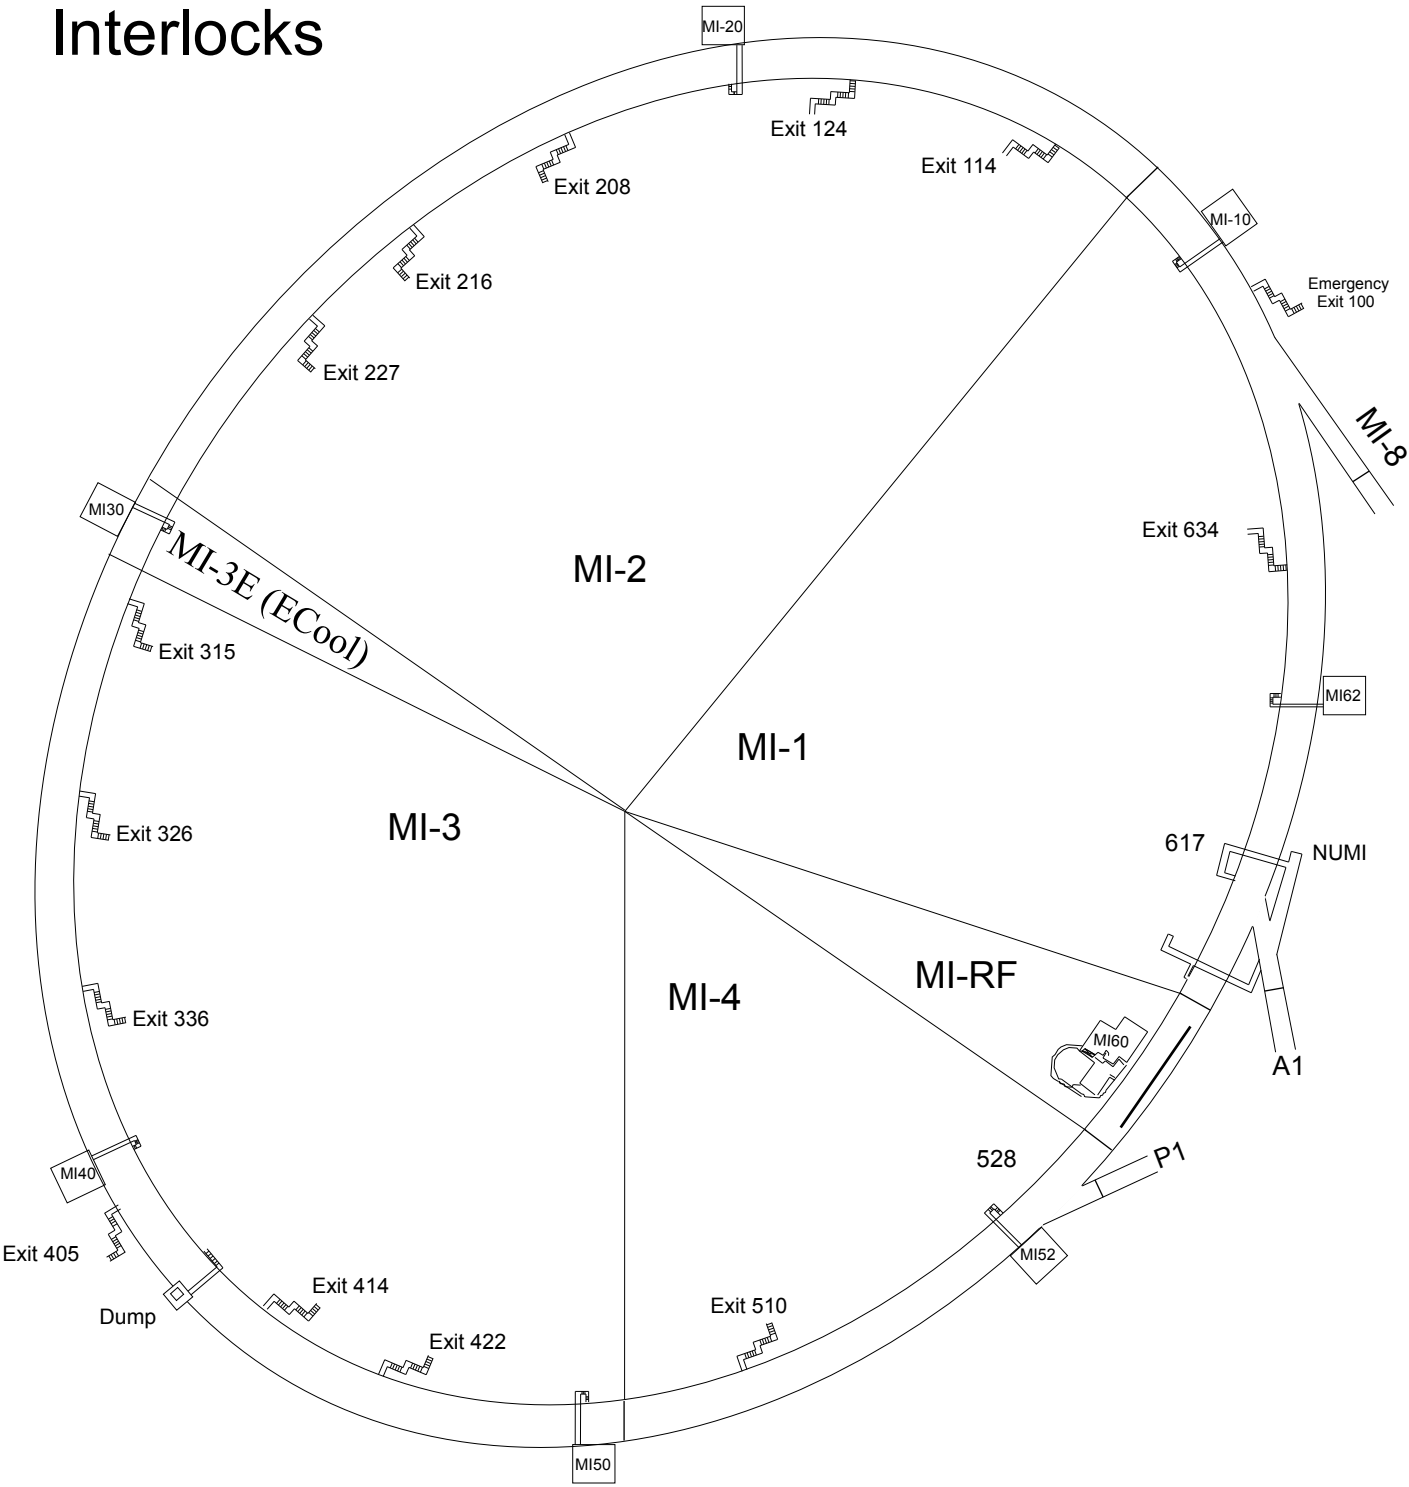 Interlocks
MI-20
Exit 124
Exit 114
Exit 208
MI-10
Exit 216
Emergency
Exit 100
Exit 227
MI-8
MI30
MI-3E (ECool)
MI-2
Exit 634
Exit 315
MI62
MI-1
MI-3
Exit 326
617
NUMI
MI-RF
MI-4
Exit 336
MI60
A1
528
P1
MI40
Exit 405
MI52
Exit 414
Dump
Exit 510
Exit 422
MI50